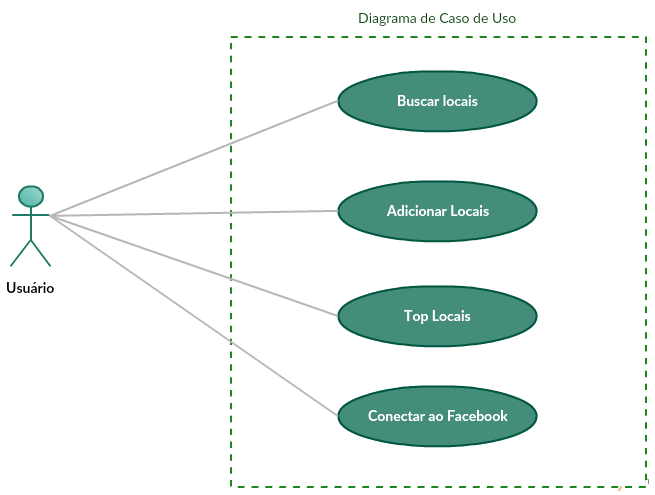 Diagrama de Caso de Uso
Buscar locais
Adicionar Locais
Usuário
Top Locais
Conectar ao Facebook